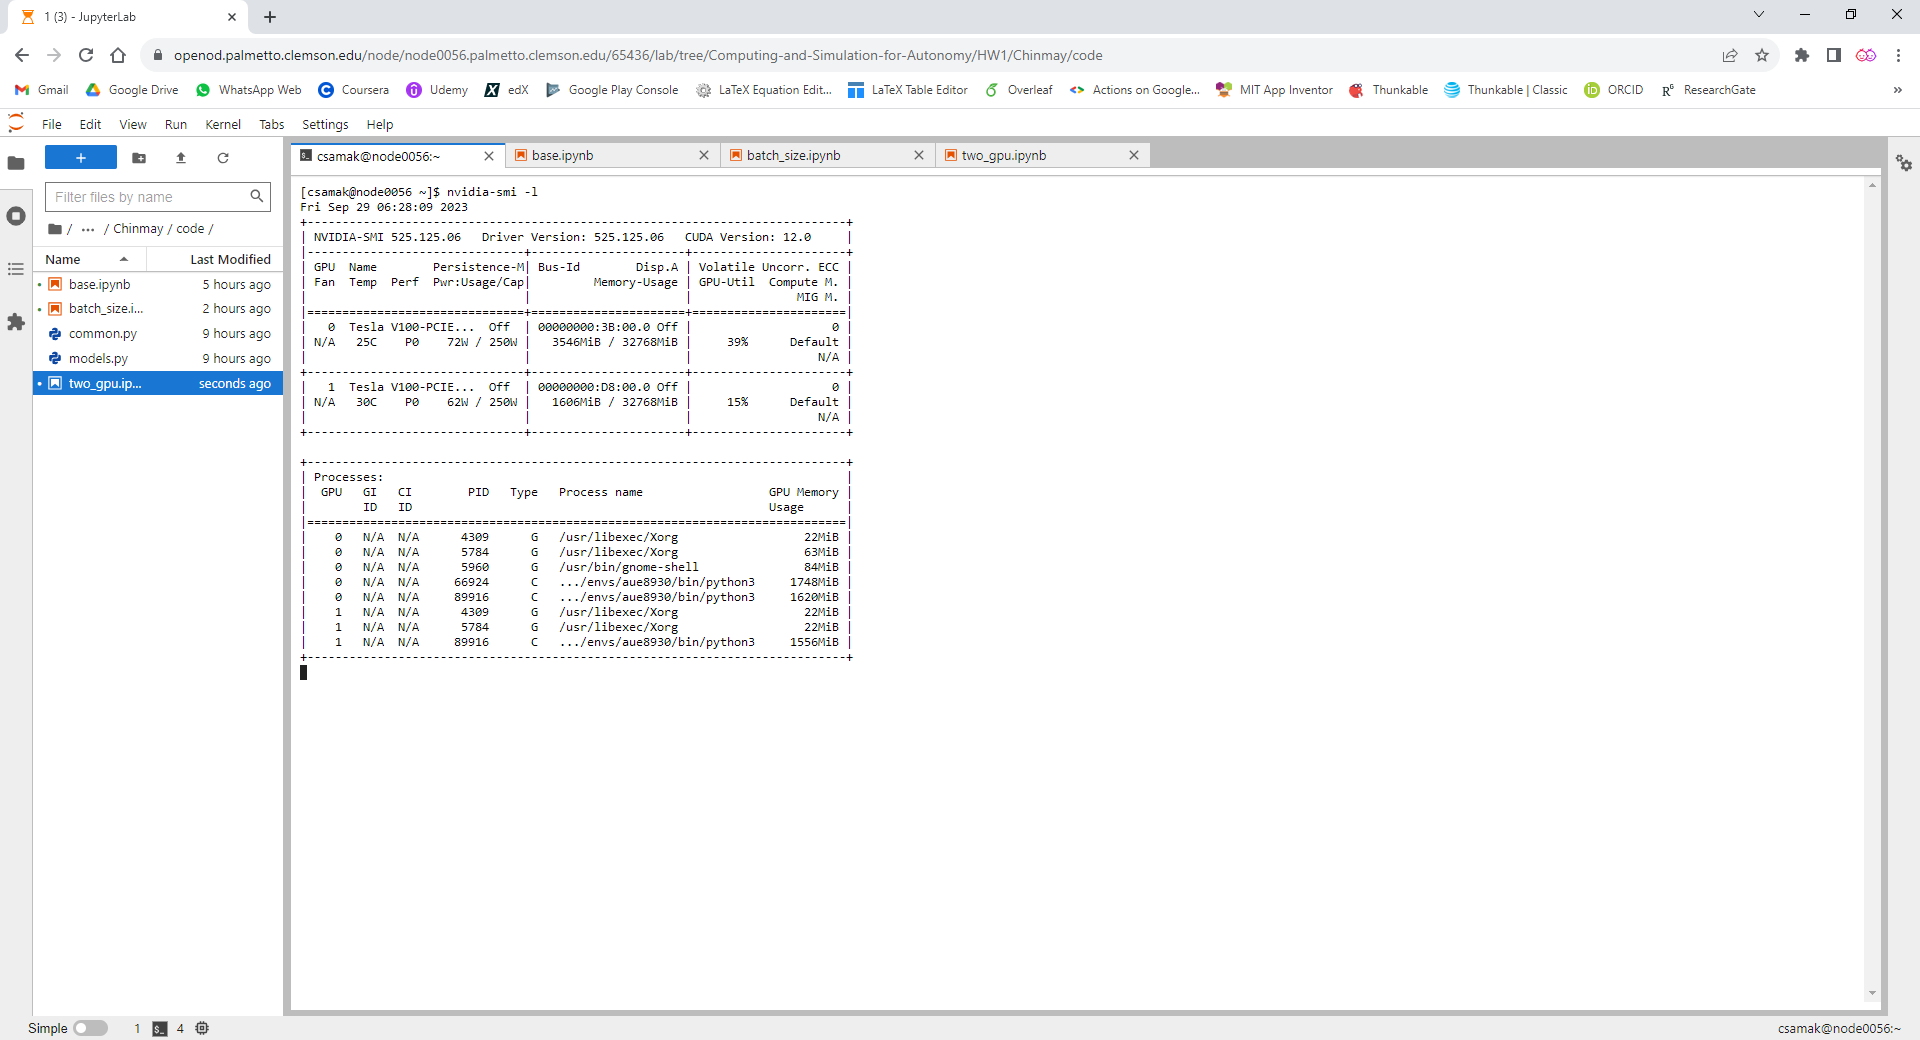 1 (3) - JupyterLab
openod.palmetto.clemson.edu/node/node0056.palmetto.clemson.edu/65436/lab/tree/Computing-and-Simulation-for-Autonomy/HW1/Chinmay/code
Gmail Google Drive WhatsApp Web Coursera Udemy edX Google Play Console LaTeX Equation Edit... LaTeX Table Editor Overleaf Actions on Google... MIT App Inventor Thunkable Thunkable | Classic ORCID ResearchGate »
File Edit View Run Kernel Tabs Settings Help
csamak@node0056:~ base.ipynb batch_size.ipynb two_gpu.ipynb
Filter files by name
/ ... / Chinmay / code /
Name Last Modified
base.ipynb 5 hours ago
batch_size.i... 2 hours ago
common.py 9 hours ago
models.py 9 hours ago
two_gpu.ip... seconds ago
[csamak@node0056 ~]$ nvidia-smi -l
Fri Sep 29 06:28:09 2023
+-----------------------------------------------------------------------------+
| NVIDIA-SMI 525.125.06   Driver Version: 525.125.06   CUDA Version: 12.0     |
|-------------------------------+----------------------+----------------------+
| GPU  Name        Persistence-M| Bus-Id        Disp.A | Volatile Uncorr. ECC |
| Fan  Temp  Perf  Pwr:Usage/Cap|         Memory-Usage | GPU-Util  Compute M. |
|                               |                      |               MIG M. |
|===============================+======================+======================|
|   0  Tesla V100-PCIE...  Off  | 00000000:3B:00.0 Off |                    0 |
| N/A   25C    P0    72W / 250W |   3546MiB / 32768MiB |     39%      Default |
|                               |                      |                  N/A |
+-------------------------------+----------------------+----------------------+
|   1  Tesla V100-PCIE...  Off  | 00000000:D8:00.0 Off |                    0 |
| N/A   30C    P0    62W / 250W |   1606MiB / 32768MiB |     15%      Default |
|                               |                      |                  N/A |
+-------------------------------+----------------------+----------------------+
+-----------------------------------------------------------------------------+
| Processes:                                                                  |
|  GPU   GI   CI        PID   Type   Process name                  GPU Memory |
|        ID   ID                                                   Usage      |
|=============================================================================|
|    0   N/A  N/A      4309      G   /usr/libexec/Xorg                  22MiB |
|    0   N/A  N/A      5784      G   /usr/libexec/Xorg                  63MiB |
|    0   N/A  N/A      5960      G   /usr/bin/gnome-shell               84MiB |
|    0   N/A  N/A     66924      C   .../envs/aue8930/bin/python3     1748MiB |
|    0   N/A  N/A     89916      C   .../envs/aue8930/bin/python3     1620MiB |
|    1   N/A  N/A      4309      G   /usr/libexec/Xorg                  22MiB |
|    1   N/A  N/A      5784      G   /usr/libexec/Xorg                  22MiB |
|    1   N/A  N/A     89916      C   .../envs/aue8930/bin/python3     1556MiB |
+-----------------------------------------------------------------------------+
Simple 1 4 csamak@node0056:~